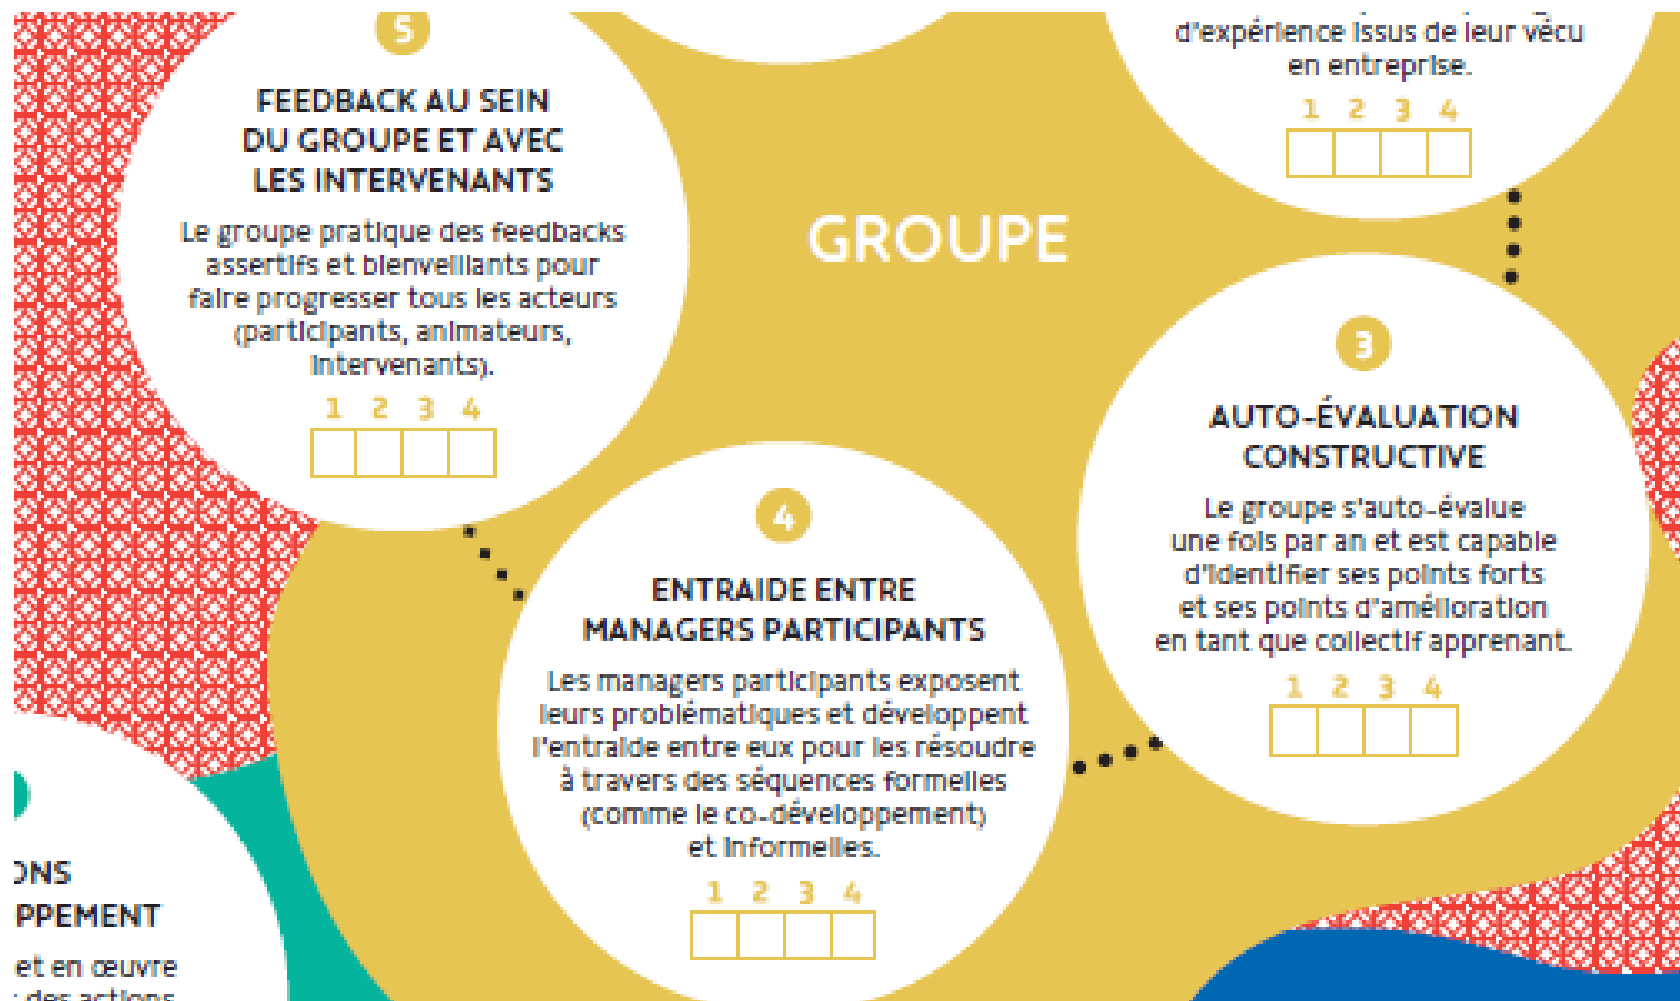 5
FEEDBACK AU SEIN
DU GROUPE ET AVEC
LES INTERVENANTS
Le groupe pratique des feedbacks
assertifs et bienveillants pour
faire progresser tous les acteurs
(participants, animateurs,
intervenants).
1 2 3 4
d'expérience issus de leur vécu
en entreprise.
1 2 3 4
GROUPE
3
AUTO-ÉVALUATION
CONSTRUCTIVE
Le groupe s'auto-évalue
une fois par an et est capable
d'identifier ses points forts
et ses points d'amélioration
en tant que collectif apprenant.
1 2 3 4
4
ENTRAIDE ENTRE
MANAGERS PARTICIPANTS
Les managers participants exposent
leurs problématiques et développent
l'entraide entre eux pour les résoudre
à travers des séquences formelles
(comme le co-développement)
et informelles.
1 2 3 4
ONS
PPEMENT
et en œuvre
des actions